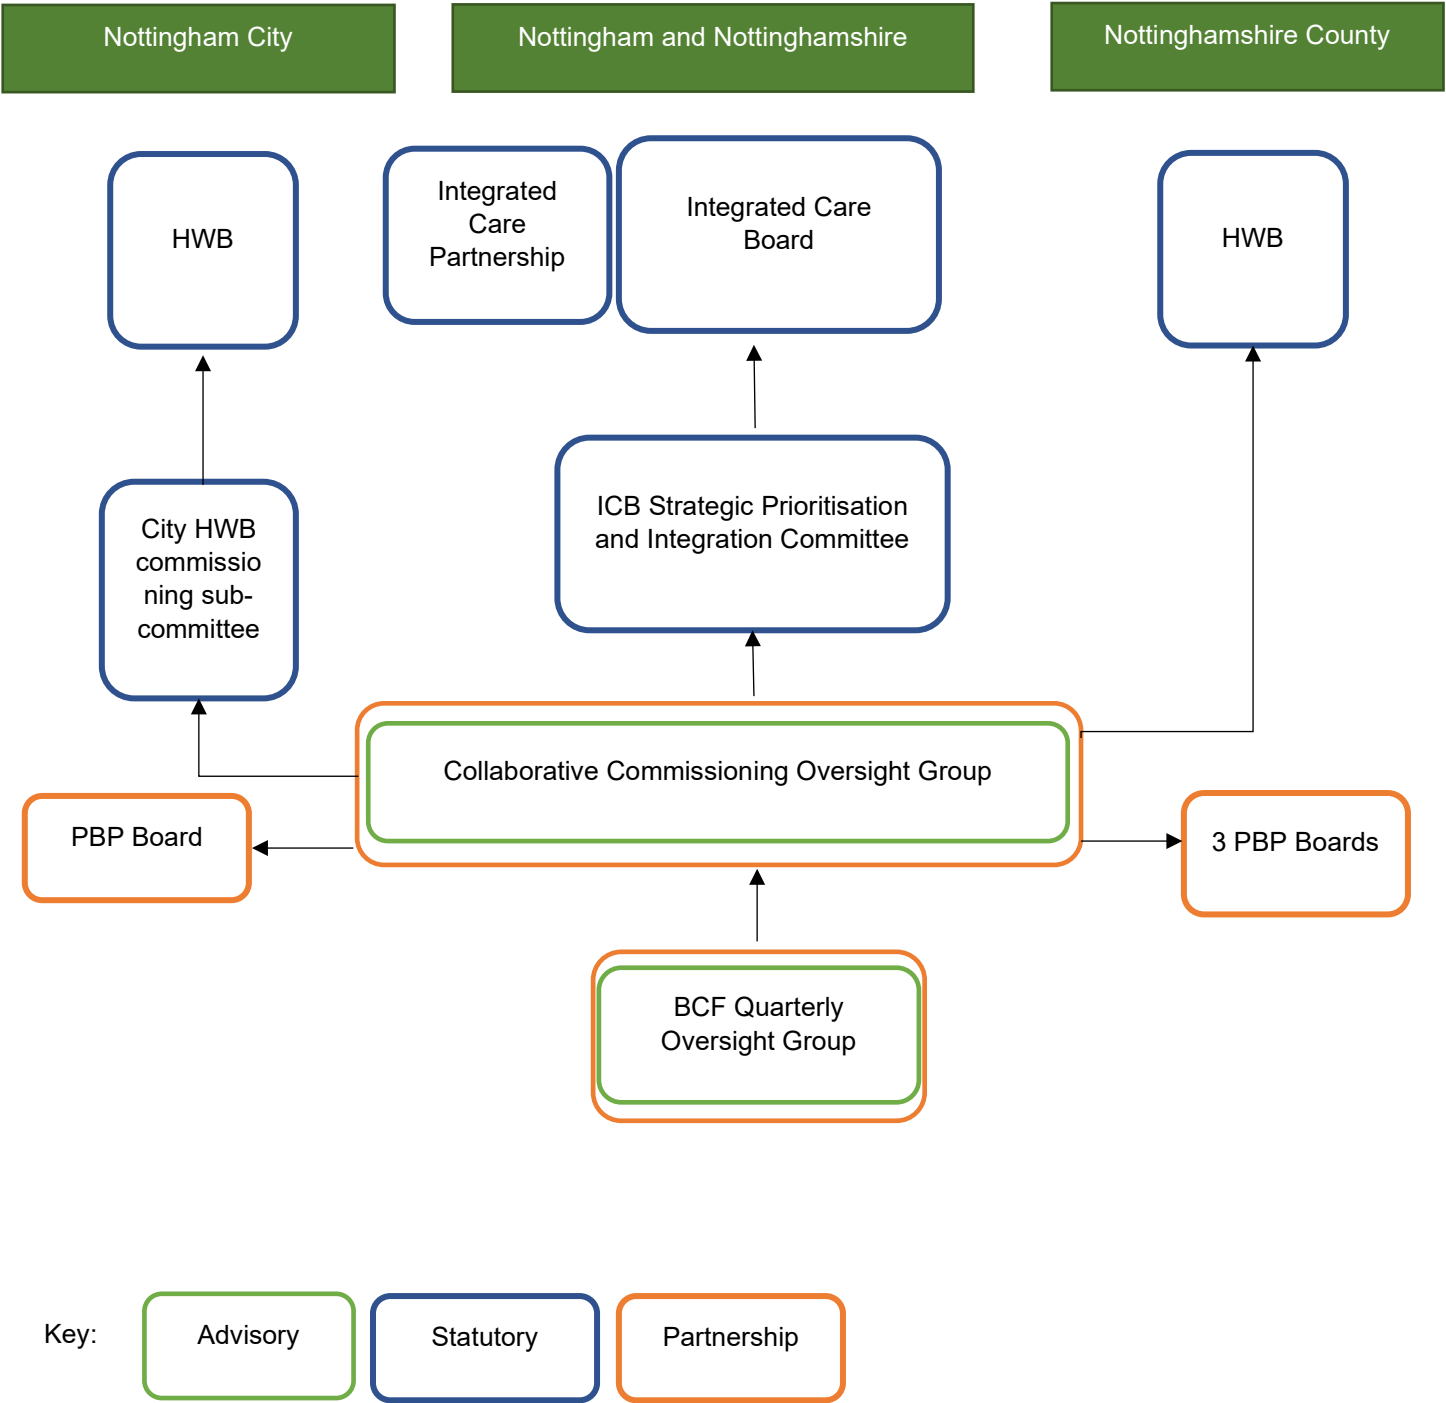 Nottingham City
Nottingham and Nottinghamshire
Nottinghamshire County
HWB
Integrated
Care
Partnership
Integrated Care
Board
HWB
City HWB
commissio
ning sub-
committee
ICB Strategic Prioritisation
and Integration Committee
Collaborative Commissioning Oversight Group
PBP Board
3 PBP Boards
BCF Quarterly
Oversight Group
Key:
Advisory
Statutory
Partnership